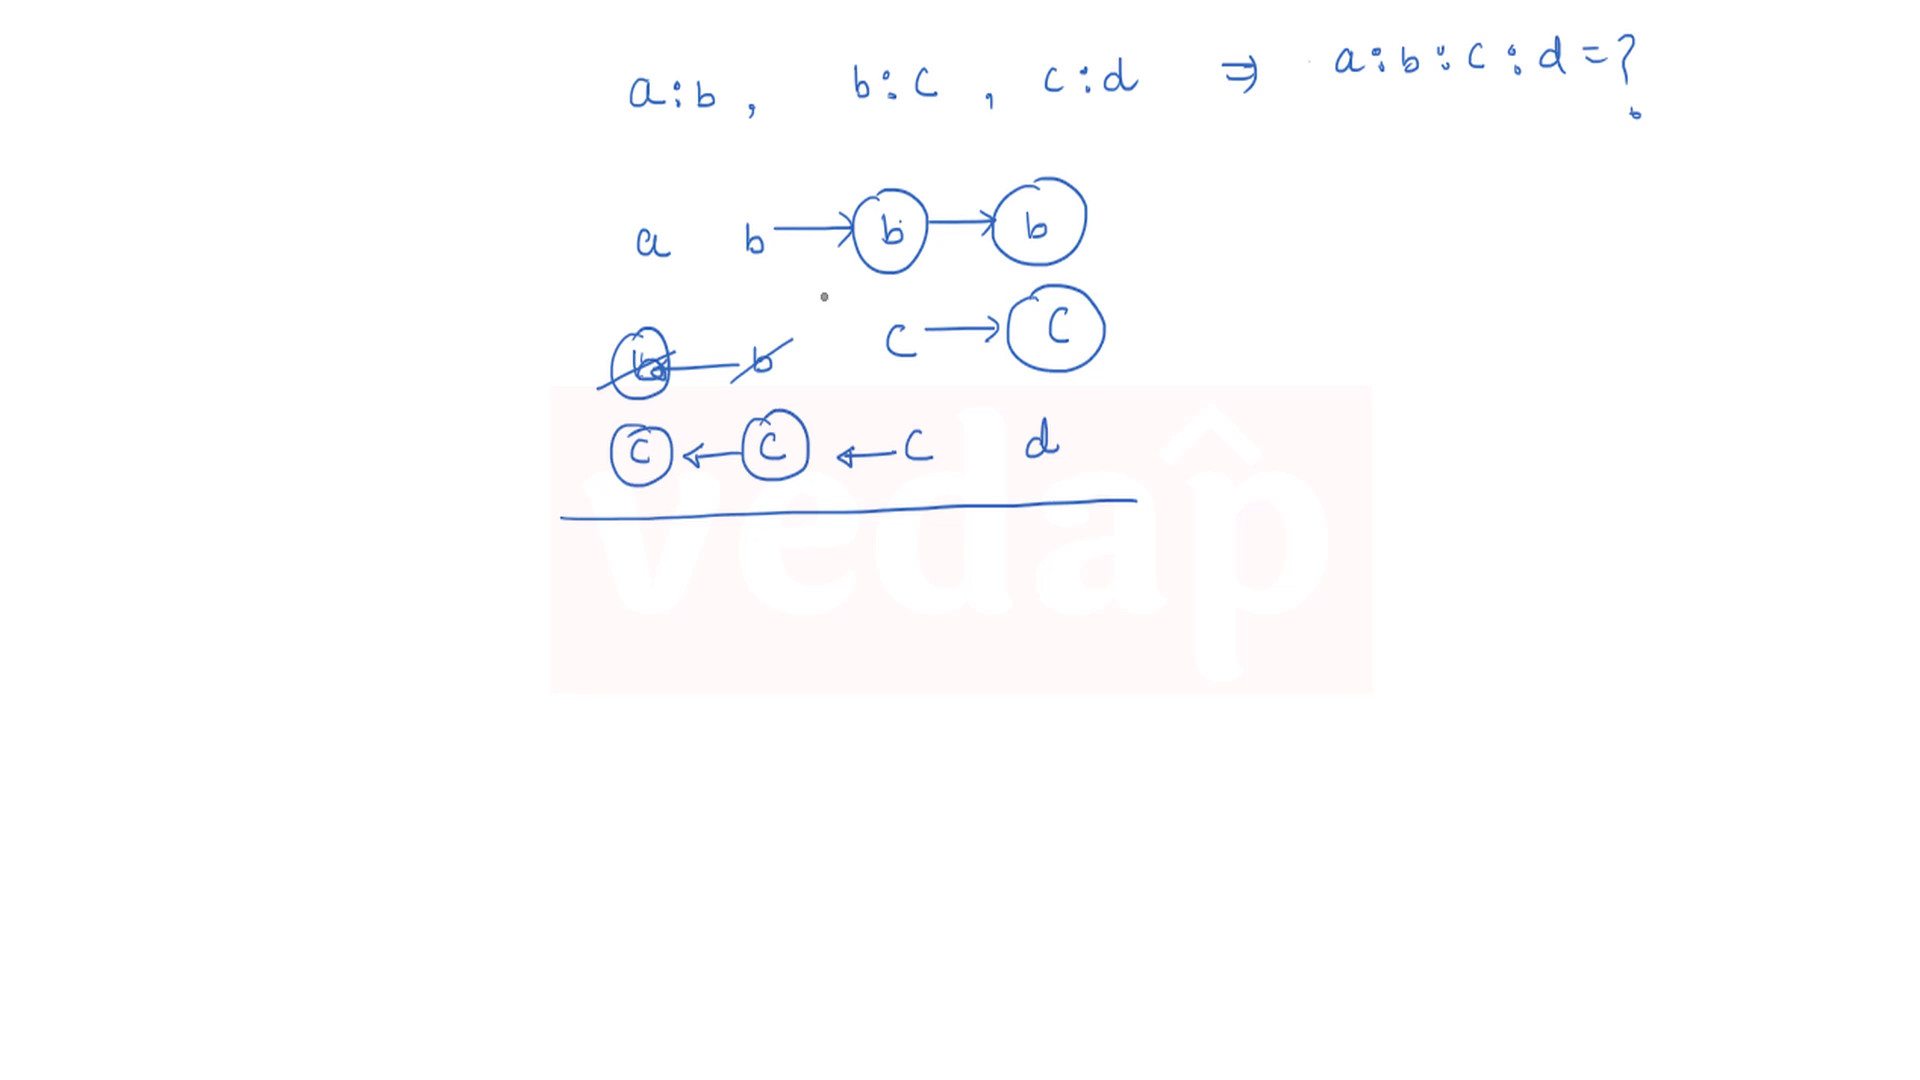 a:b, b:c, c:d ⇒ a:b:c:d=?
a b → b → b
b ← b c → c
c ← c ← c d
vedap